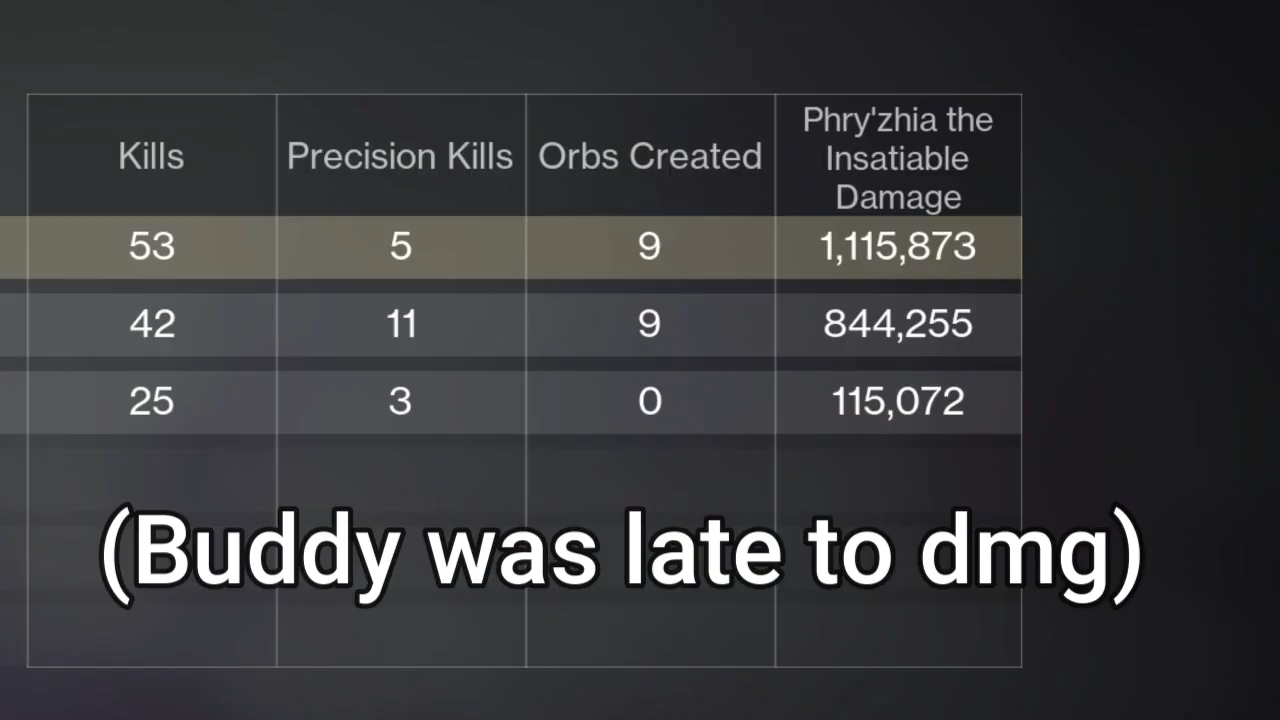 Kills Precision Kills Orbs Created Phry'zhia the
Insatiable
Damage
53 5 9 1,115,873
42 11 9 844,255
25 3 0 115,072
(Buddy was late to dmg)